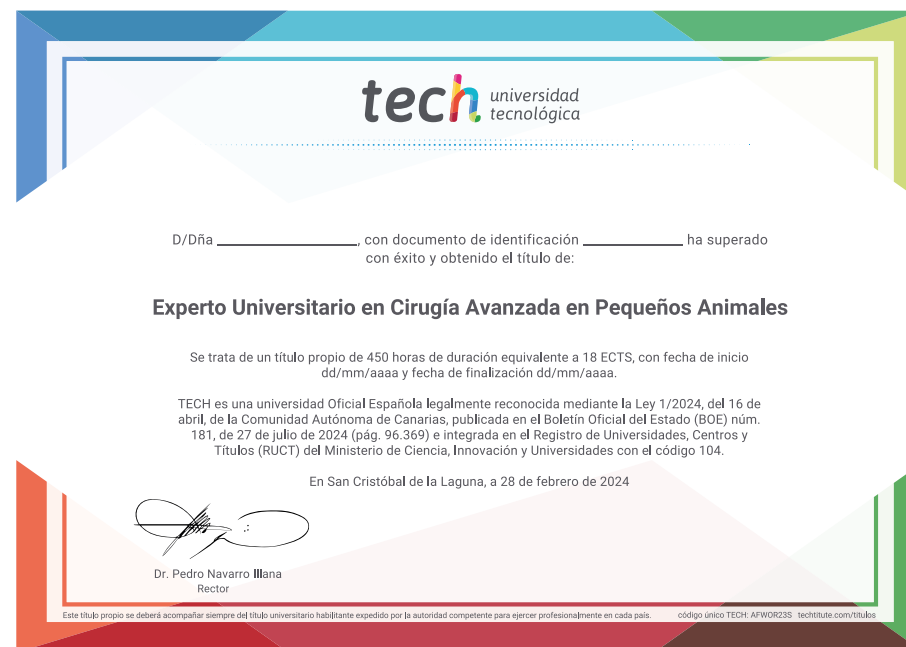 tech universidad
tecnológica
D/Dña ________________, con documento de identificación ____________ ha superado
con éxito y obtenido el título de:
Experto Universitario en Cirugía Avanzada en Pequeños Animales
Se trata de un título propio de 450 horas de duración equivalente a 18 ECTS, con fecha de inicio
dd/mm/aaaa y fecha de finalización dd/mm/aaaa.
TECH es una universidad Oficial Española legalmente reconocida mediante la Ley 1/2024, del 16 de
abril, de la Comunidad Autónoma de Canarias, publicada en el Boletín Oficial del Estado (BOE) núm.
181, de 27 de julio de 2024 (pág. 96.369) e integrada en el Registro de Universidades, Centros y
Títulos (RUCT) del Ministerio de Ciencia, Innovación y Universidades con el código 104.
En San Cristóbal de la Laguna, a 28 de febrero de 2024
Dr. Pedro Navarro Illana
Rector
Este título propio se deberá acompañar siempre del título universitario habilitante expedido por la autoridad competente para ejercer profesionalmente en cada país. código único TECH: AFWOR23S techtitute.com/titulos